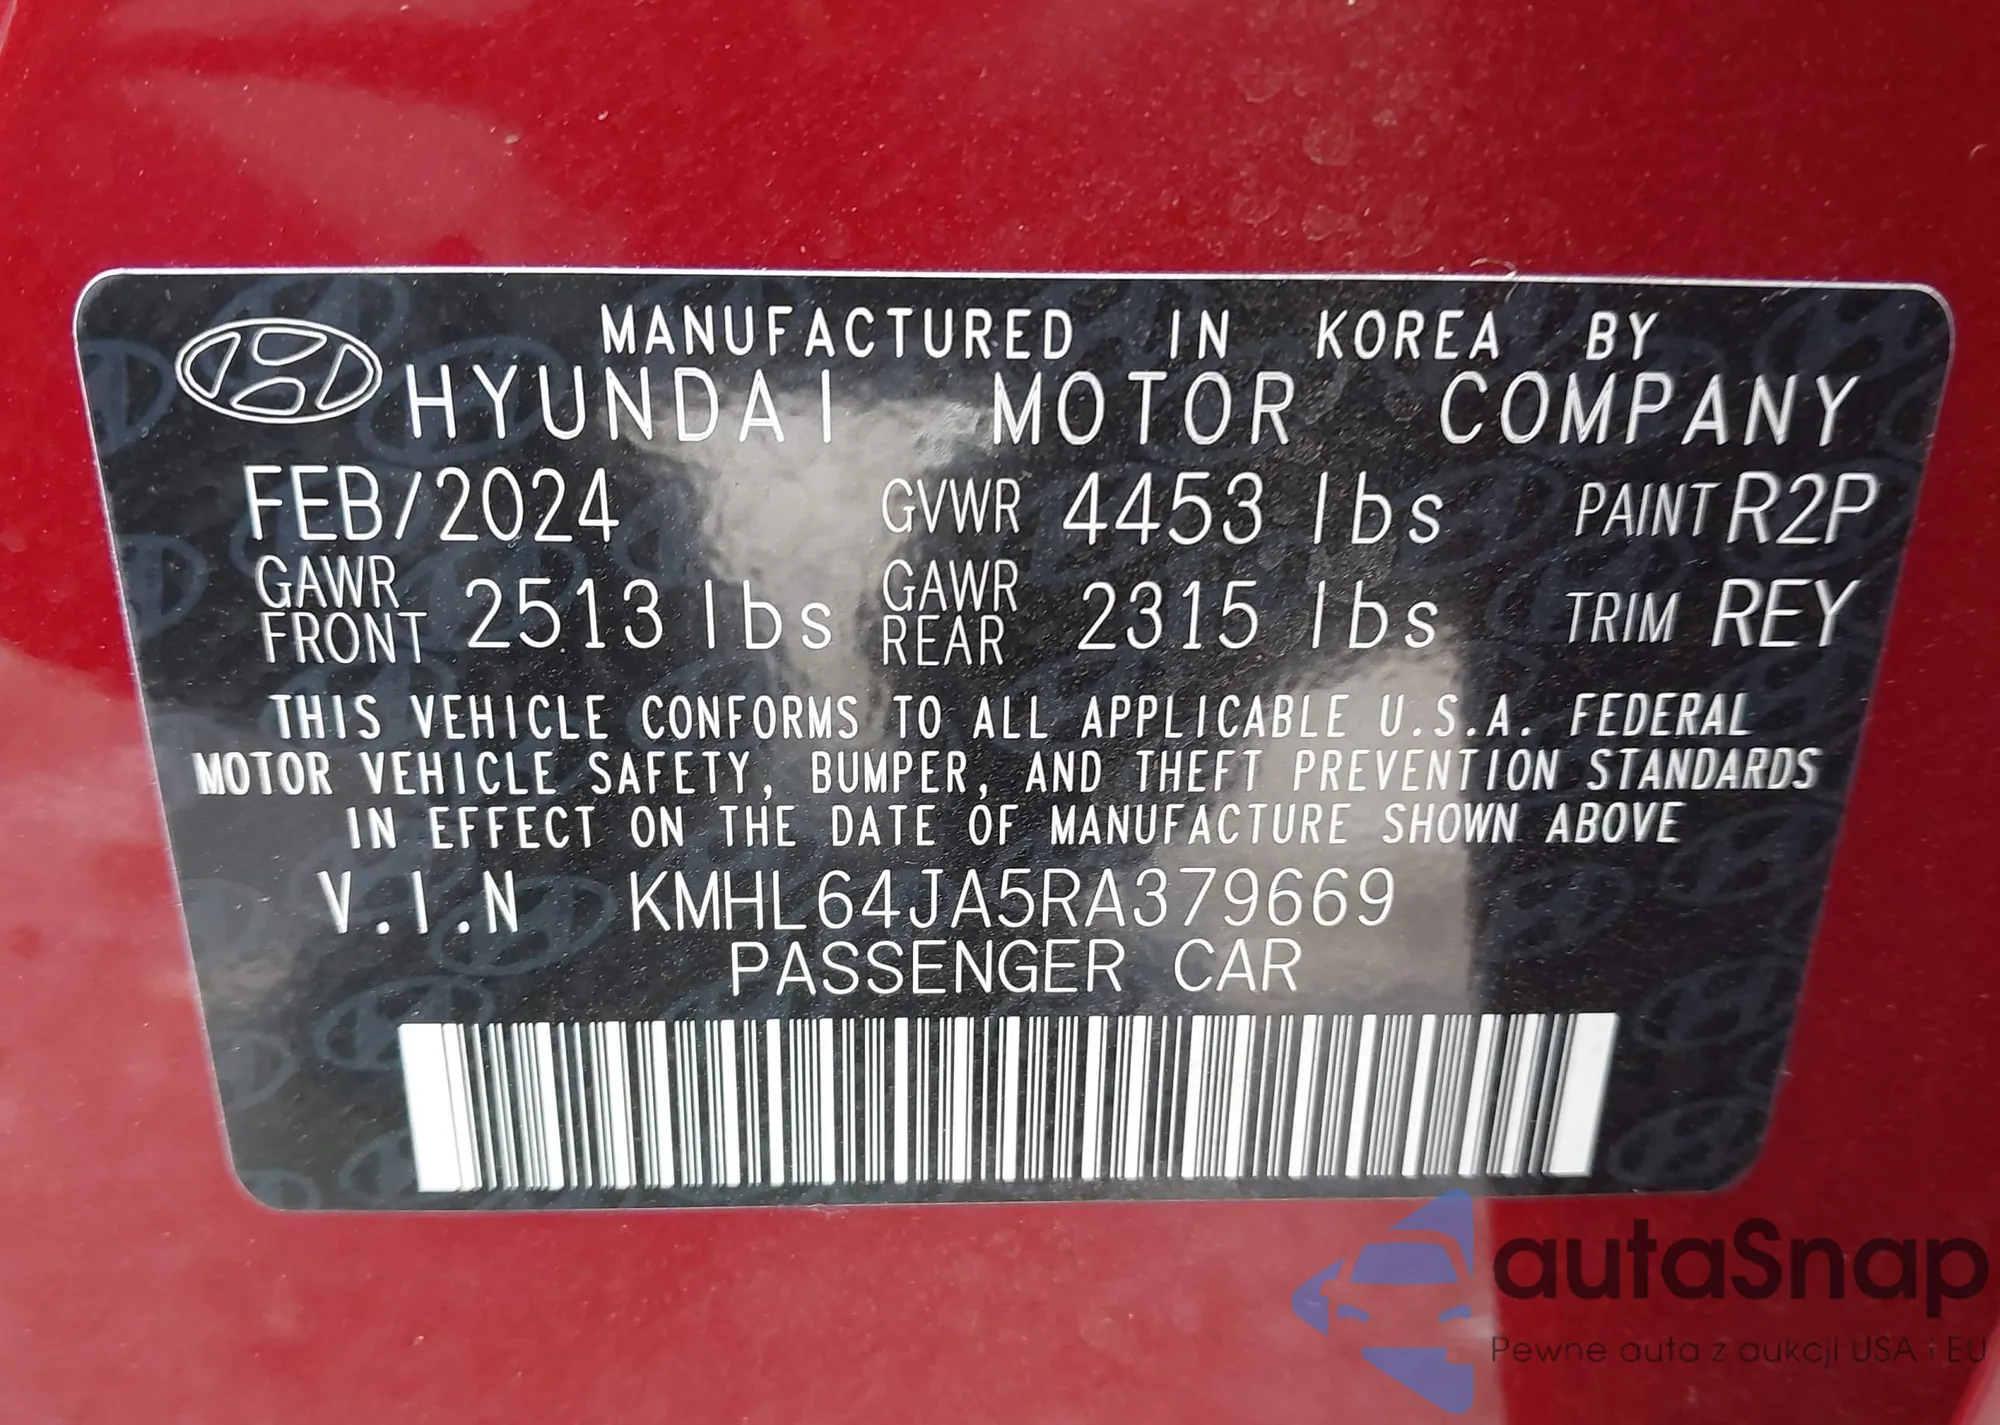 MANUFACTURED IN KOREA BY
HYUNDAI MOTOR COMPANY
FEB/2024 GVWR 4453 lbs PAINT R2P
GAWR FRONT 2513 lbs GAWR REAR 2315 lbs TRIM REY
THIS VEHICLE CONFORMS TO ALL APPLICABLE U.S.A. FEDERAL
MOTOR VEHICLE SAFETY, BUMPER, AND THEFT PREVENTION STANDARDS
IN EFFECT ON THE DATE OF MANUFACTURE SHOWN ABOVE
V.I.N KMHL64JA5RA379669
PASSENGER CAR
autaSnap
Pewne auta z aukcji USA i EU